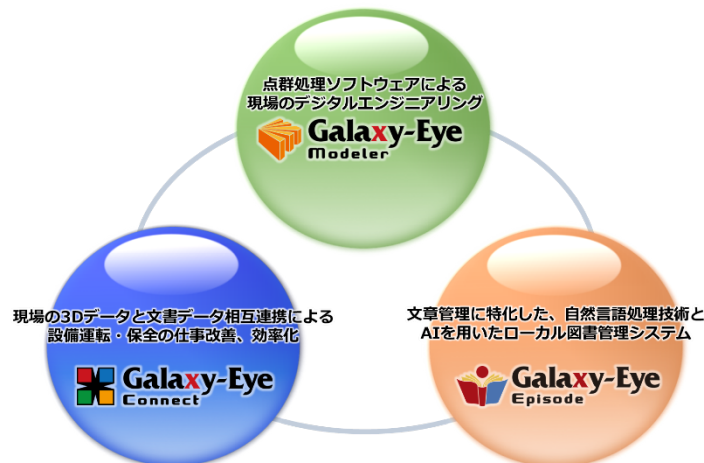 点群処理ソフトウェアによる
現場のデジタルエンジニアリング
Galaxy-Eye
Modeler
現場の3Dデータと文書データ相互連携による
設備運転・保全の仕事改善、効率化
Galaxy-Eye
Connect
文章管理に特化した、自然言語処理技術と
AIを用いたローカル図書管理システム
Galaxy-Eye
Episode